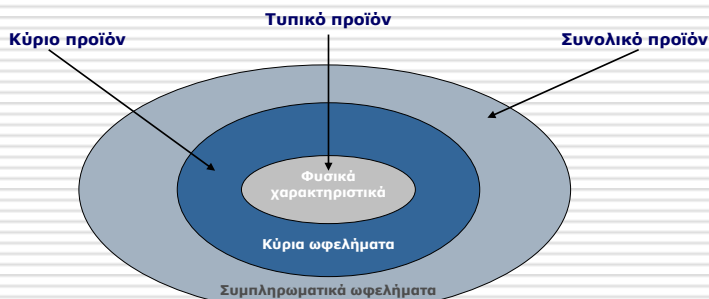 Τυπικό προϊόν
Κύριο προϊόν
Συνολικό προϊόν
Φυσικά
χαρακτηριστικά
Κύρια ωφελήματα
Συμπληρωματικά ωφελήματα